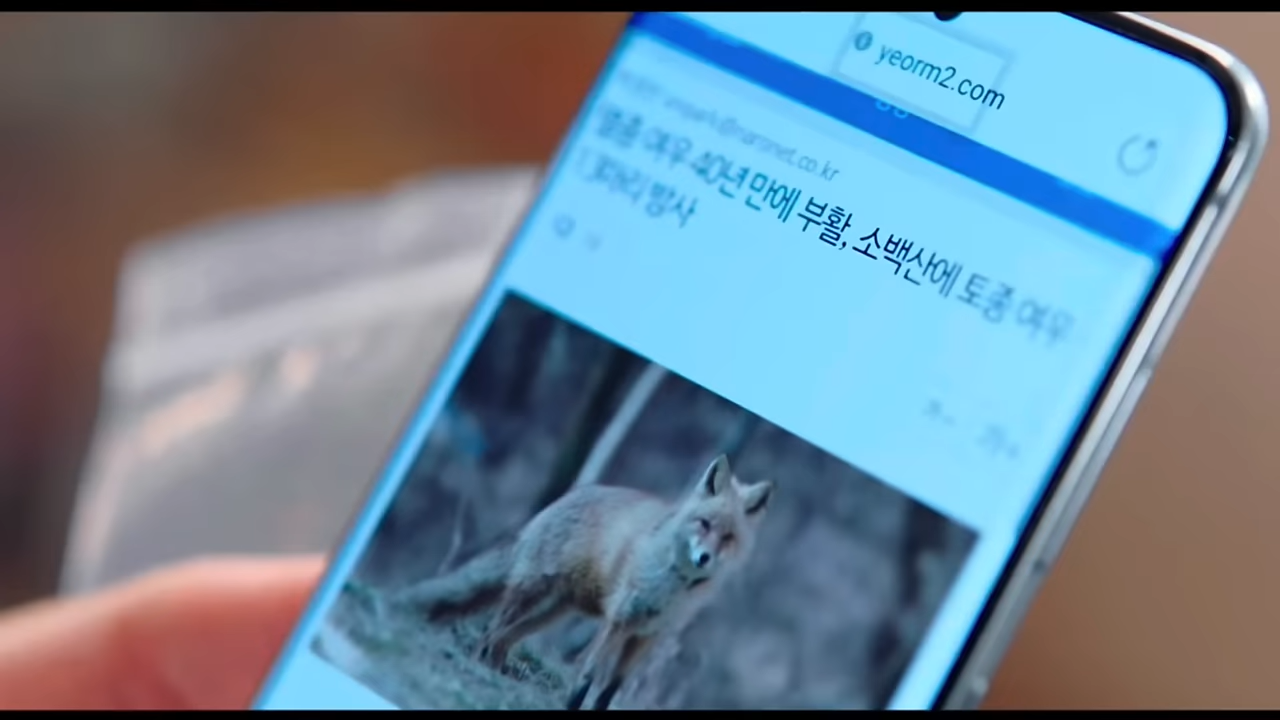 yeorm2.com
멸종 여우 40년 만에 부활, 소백산에 토종 여우
13마리 방사